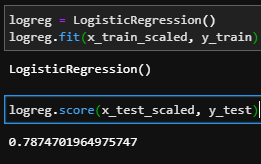 logreg = LogisticRegression()
logreg.fit(x_train_scaled, y_train)
LogisticRegression()
logreg.score(x_test_scaled, y_test)
0.7874701964975747